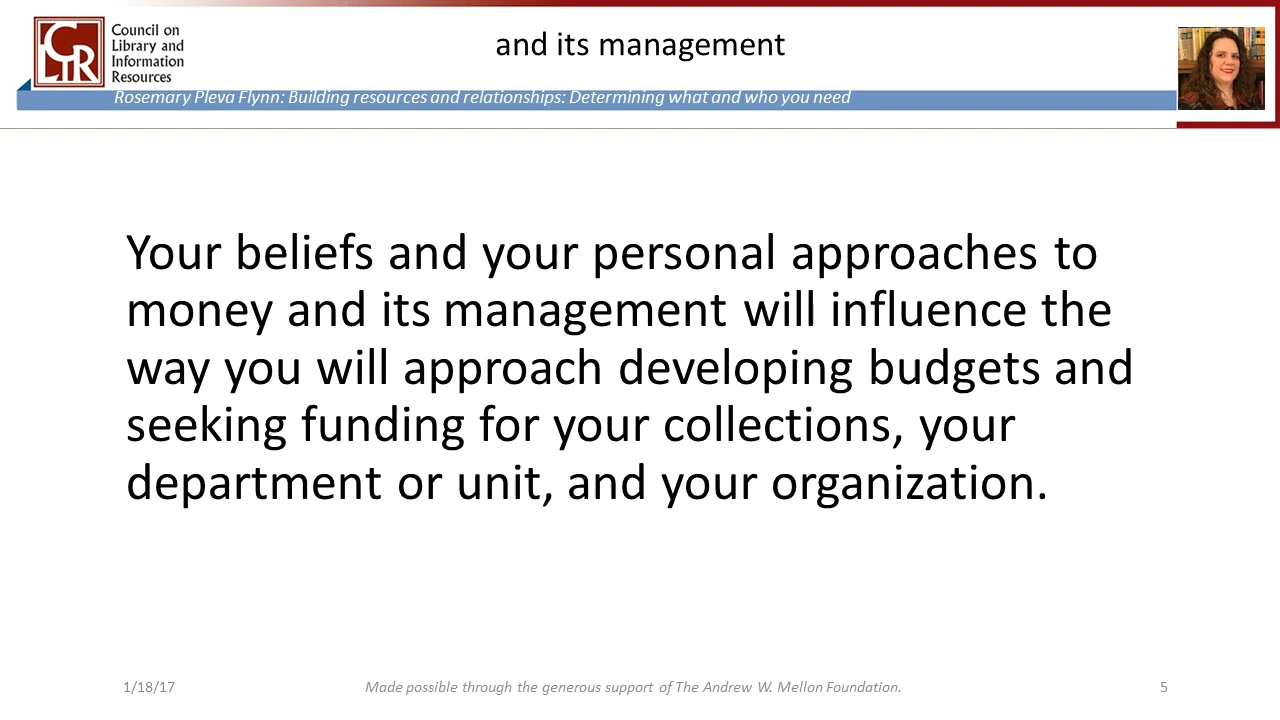 CLIR
Council on
Library and
Information
Resources
and its management
Rosemary Pleva Flynn: Building resources and relationships: Determining what and who you need
Your beliefs and your personal approaches to
money and its management will influence the
way you will approach developing budgets and
seeking funding for your collections, your
department or unit, and your organization.
1/18/17
Made possible through the generous support of The Andrew W. Mellon Foundation.
5